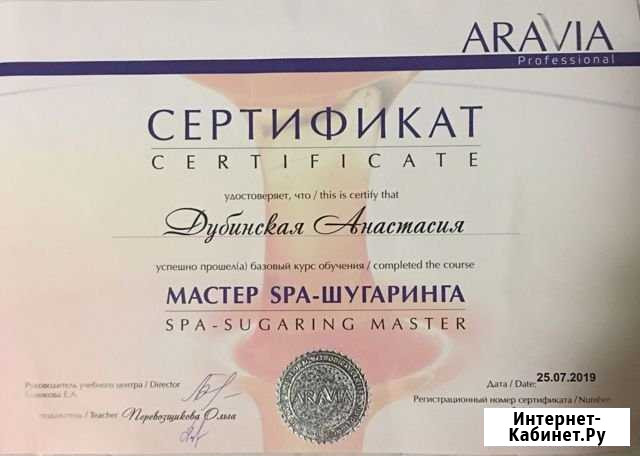 ARAVIA
Professional
СЕРТИФИКАТ
CERTIFICATE
удостоверяет, что / this is certify that
Дубинская Анастасия
успешно прошел(а) базовый курс обучения / completed the course
МАСТЕР SPA-ШУГАРИНГА
SPA-SUGARING MASTER
Руководитель учебного центра / Director
Е.А.
/ Teacher Перевозщикова Ольга
ARAVIA
Дата / Date: 25.07.2019
Регистрационный номер сертификата / Number:
Интернет-
Кабинет.Ру